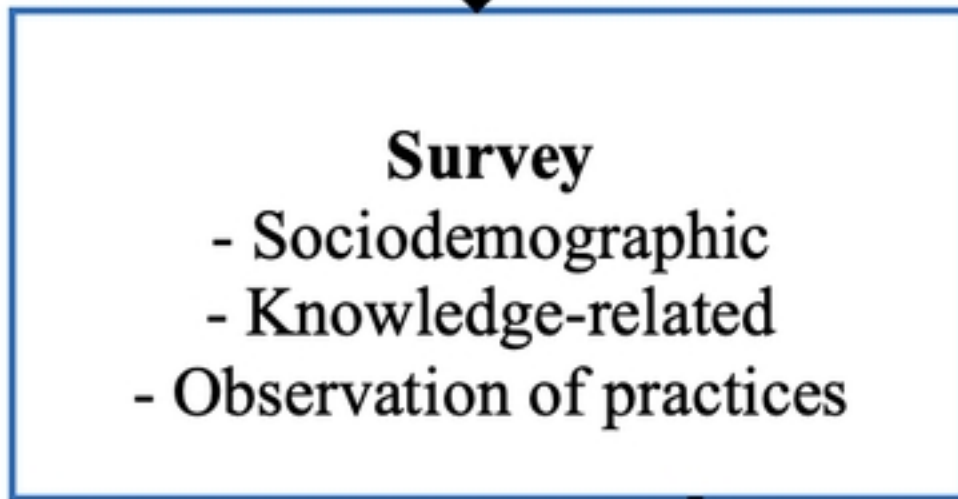 Survey
- Sociodemographic
- Knowledge-related
- Observation of practices